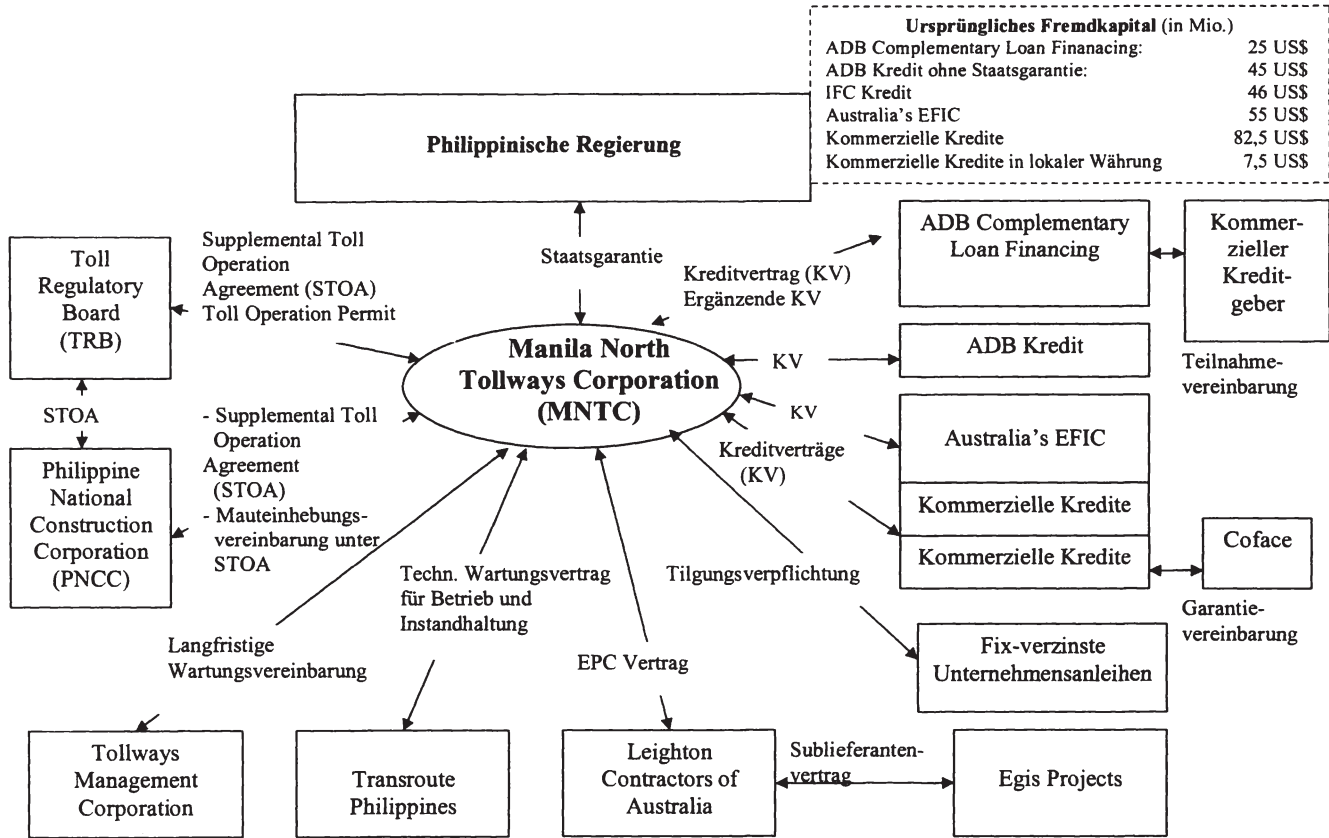 Ursprüngliches Fremdkapital (in Mio.)
ADB Complementary Loan Finanacing: 25 US$
ADB Kredit ohne Staatsgarantie: 45 US$
IFC Kredit 46 US$
Australia's EFIC 55 US$
Kommerzielle Kredite 82,5 US$
Kommerzielle Kredite in lokaler Währung 7,5 US$
Philippinische Regierung
Staatsgarantie
Toll
Regulatory
Board
(TRB)
Supplemental Toll
Operation
Agreement (STOA)
Toll Operation Permit
Kreditvertrag (KV)
Ergänzende KV
ADB Complementary
Loan Financing
Kommer-
zieller
Kredit-
geber
Teilnahme-
vereinbarung
Manila North
Tollways Corporation
(MNTC)
KV
ADB Kredit
STOA
- Supplemental Toll
Operation
Agreement
(STOA)
- Mauteinhebungs-
vereinbarung unter
STOA
KV
Kreditverträge
(KV)
Australia's EFIC
Kommerzielle Kredite
Kommerzielle Kredite
Coface
Garantie-
vereinbarung
Philippine
National
Construction
Corporation
(PNCC)
Langfristige
Wartungsvereinbarung
Techn. Wartungsvertrag
für Betrieb und
Instandhaltung
EPC Vertrag
Tilgungsverpflichtung
Fix-verzinste
Unternehmensanleihen
Tollways
Management
Corporation
Transroute
Philippines
Leighton
Contractors of
Australia
Sublieferanten-
vertrag
Egis Projects